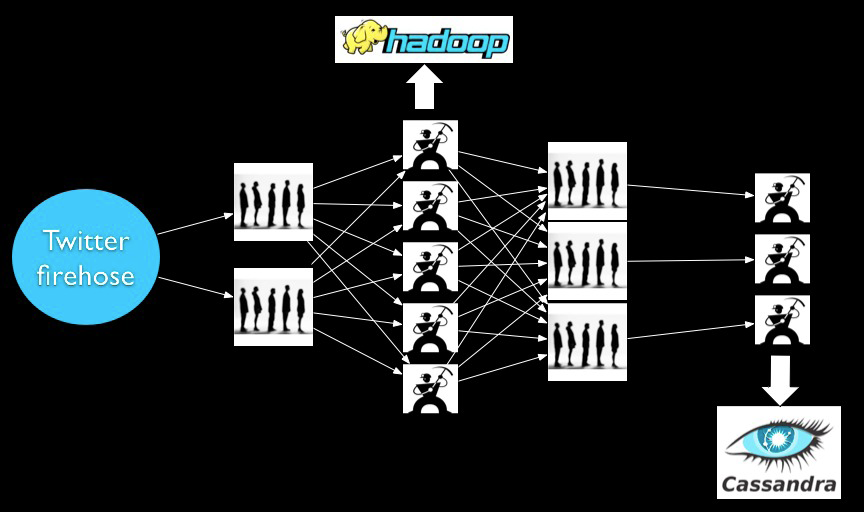 hadoop
Twitter
firehose
Cassandra